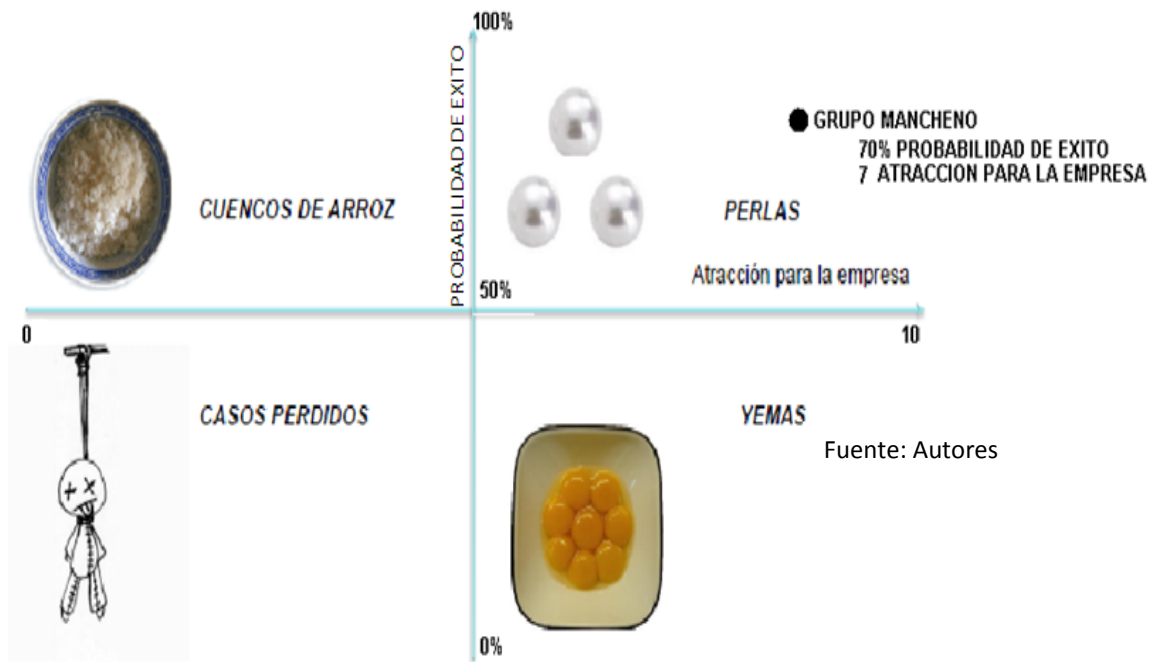 100%
PROBABILIDAD DE EXITO
GRUPO MANCHENO
70% PROBABILIDAD DE EXITO
7 ATRACCION PARA LA EMPRESA
CUENCOS DE ARROZ
PERLAS
Atracción para la empresa
50%
0
10
CASOS PERDIDOS
YEMAS
Fuente: Autores
0%